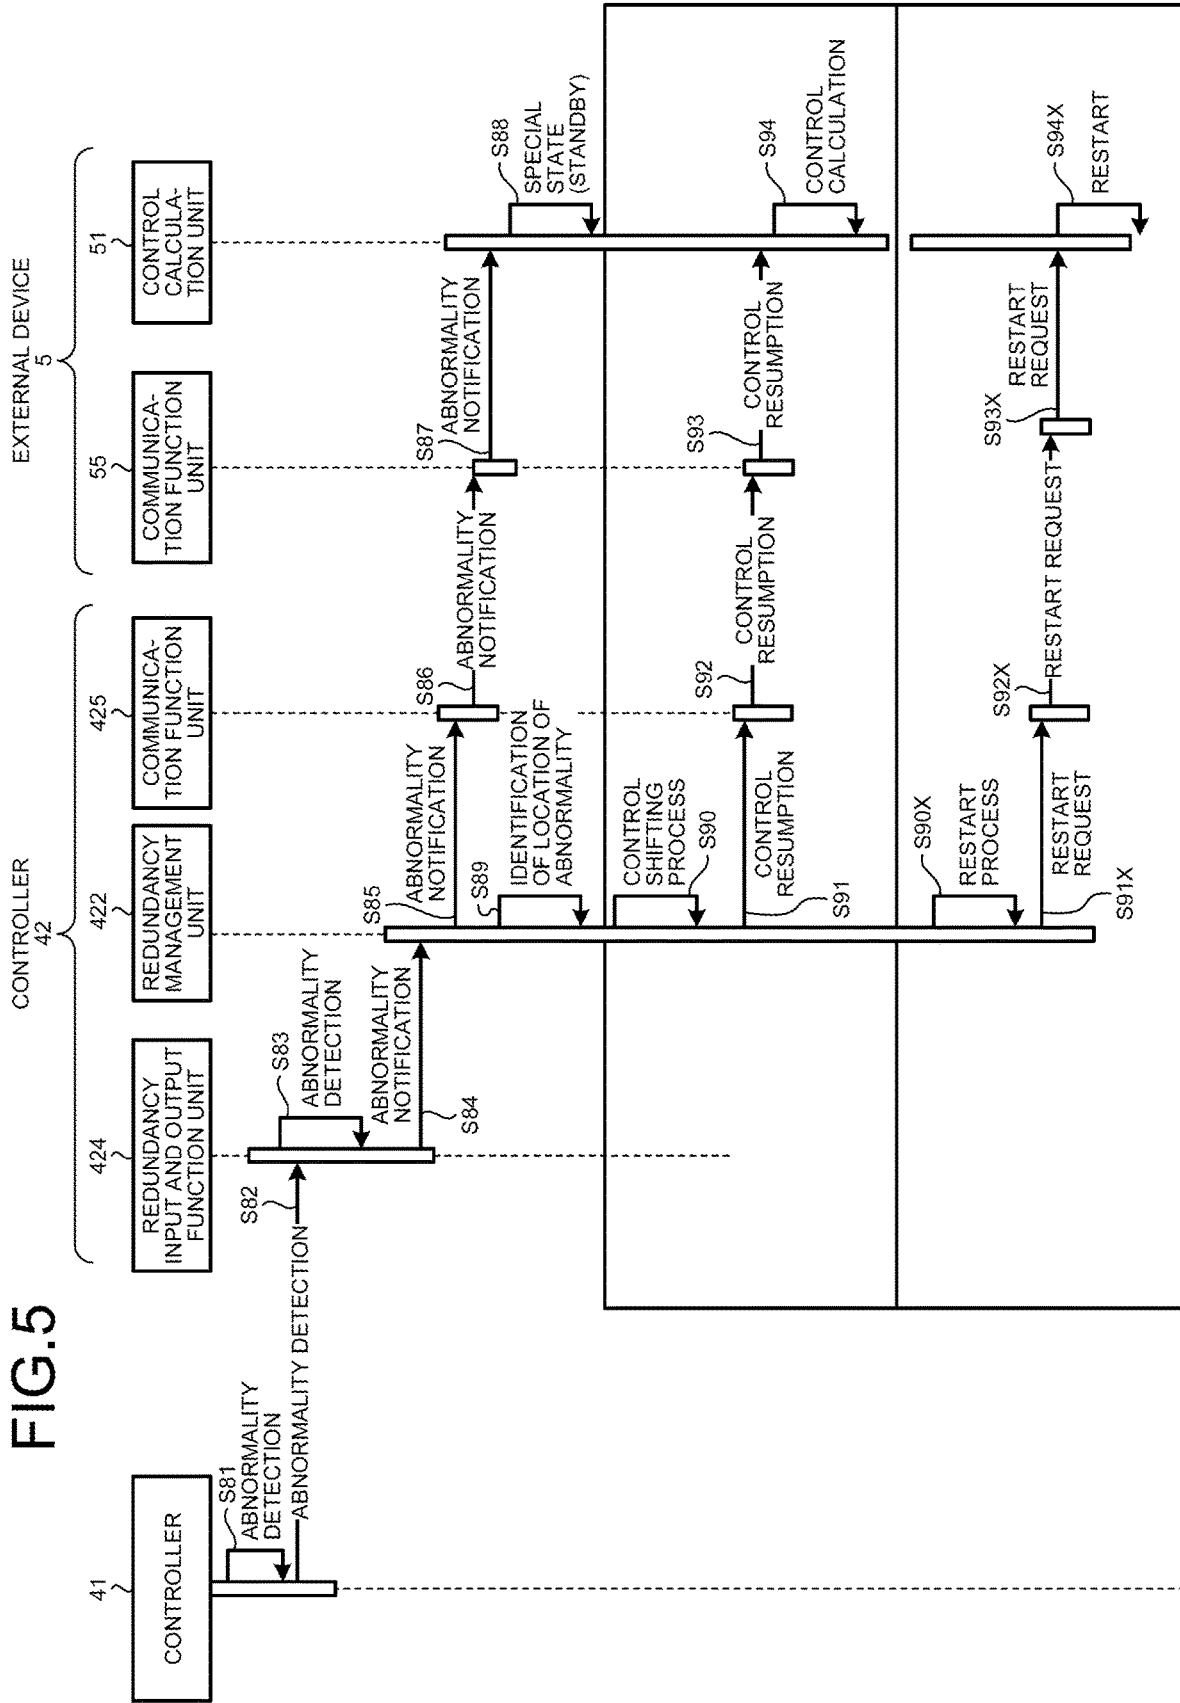 FIG.5
CONTROLLER
42
EXTERNAL DEVICE
5
41
CONTROLLER
424
REDUNDANCY
INPUT AND OUTPUT
FUNCTION UNIT
422
REDUNDANCY
MANAGEMENT
UNIT
425
COMMUNICA-
TION FUNCTION
UNIT
55
COMMUNICA-
TION FUNCTION
UNIT
51
CONTROL
CALCULA-
TION UNIT
S81
ABNORMALITY
DETECTION
ABNORMALITY DETECTION
S82
S83
ABNORMALITY
DETECTION
ABNORMALITY
NOTIFICATION
S84
S85
ABNORMALITY
NOTIFICATION
S86
ABNORMALITY
NOTIFICATION
S87
ABNORMALITY
NOTIFICATION
S88
SPECIAL
STATE
(STANDBY)
S89
IDENTIFICATION
OF LOCATION OF
ABNORMALITY
CONTROL
SHIFTING
PROCESS
S90
S91
CONTROL
RESUMPTION
S92
CONTROL
RESUMPTION
S93
CONTROL
RESUMPTION
S94
CONTROL
CALCULATION
S90X
RESTART
PROCESS
S91X
RESTART
REQUEST
S92X
RESTART REQUEST
S93X
RESTART
REQUEST
S94X
RESTART